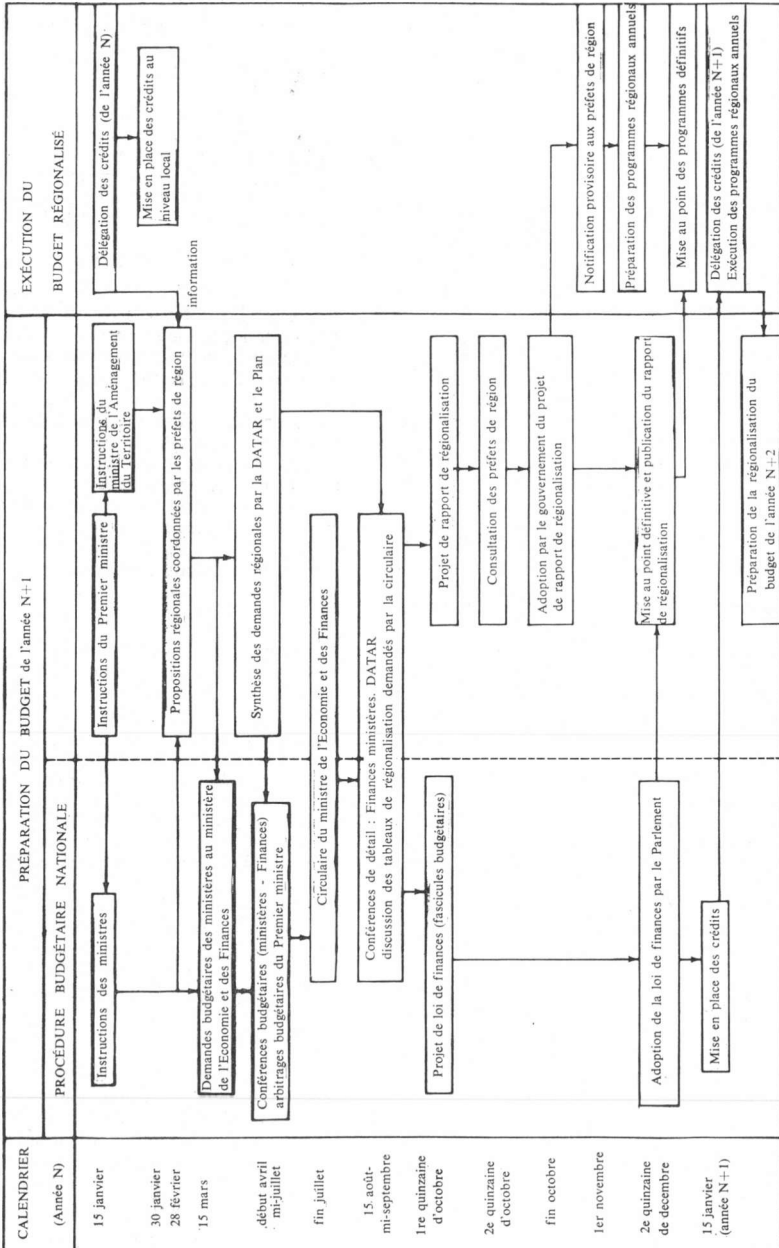 CALENDRIER
(Année N)
PRÉPARATION DU BUDGET de l'année N+1
PROCÉDURE BUDGÉTAIRE NATIONALE
EXÉCUTION DU
BUDGET RÉGIONALISÉ
15 janvier
Instructions des ministres
Instructions du Premier ministre
Instructions du
ministre de l'Aménagement
du Territoire
Délégation des crédits (de l'année N)
Mise en place des crédits au
niveau local
information
30 janvier
28 février
Propositions régionales coordonnées par les préfets de région
15 mars
Demandes budgétaires des ministères au ministère
de l'Economie et des Finances
début avril
mi-juillet
Conférences budgétaires (ministères - Finances)
arbitrages budgétaires du Premier ministre
Synthèse des demandes régionales par la DATAR et le Plan
fin juillet
Circulaire du ministre de l'Economie et des Finances
15 août-
mi-septembre
Conférences de détail : Finances ministères. DATAR
discussion des tableaux de régionalisation demandés par la circulaire
1re quinzaine
d'octobre
Projet de loi de finances (fascicules budgétaires)
Projet de rapport de régionalisation
2e quinzaine
d'octobre
Consultation des préfets de région
fin octobre
Adoption par le gouvernement du projet
de rapport de régionalisation
1er novembre
Notification provisoire aux préfets de région
Préparation des programmes régionaux annuels
2e quinzaine
de decembre
Adoption de la loi de finances par le Parlement
Mise au point définitive et publication du rapport
de régionalisation
Mise au point des programmes définitifs
15 janvier
(année N+1)
Mise en place des crédits
Délégation des crédits (de l'année N+1)
Exécution des programmes régionaux annuels
Préparation de la régionalisation du
budget de l'année N+2